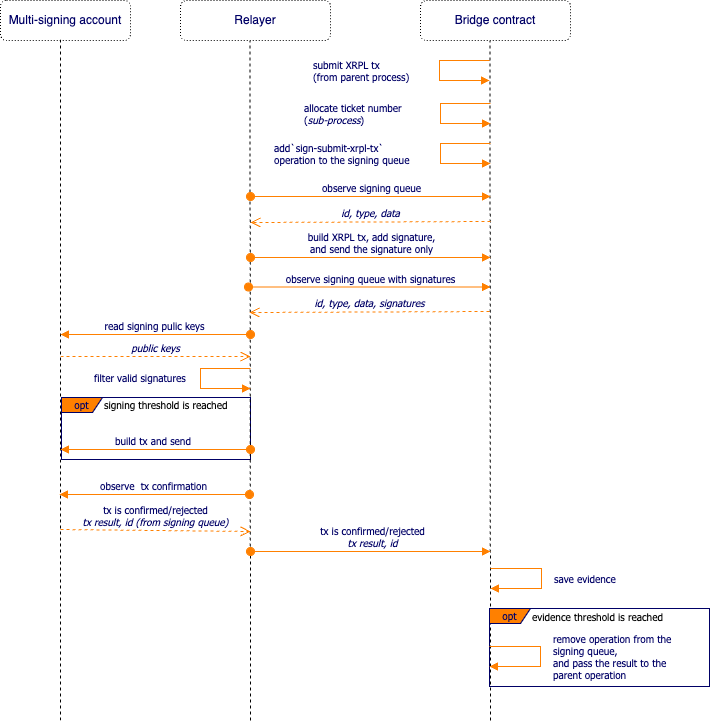 Multi-signing account
Relayer
Bridge contract
submit XRPL tx
(from parent process)
allocate ticket number
(sub-process)
add`sign-submit-xrpl-tx`
operation to the signing queue
observe signing queue
id, type, data
build XRPL tx, add signature,
and send the signature only
observe signing queue with signatures
id, type, data, signatures
read signing pulic keys
public keys
filter valid signatures
opt
signing threshold is reached
build tx and send
observe tx confirmation
tx is confirmed/rejected
tx result, id (from signing queue)
tx is confirmed/rejected
tx result, id
save evidence
opt
evidence threshold is reached
remove operation from the
signing queue,
and pass the result to the
parent operation